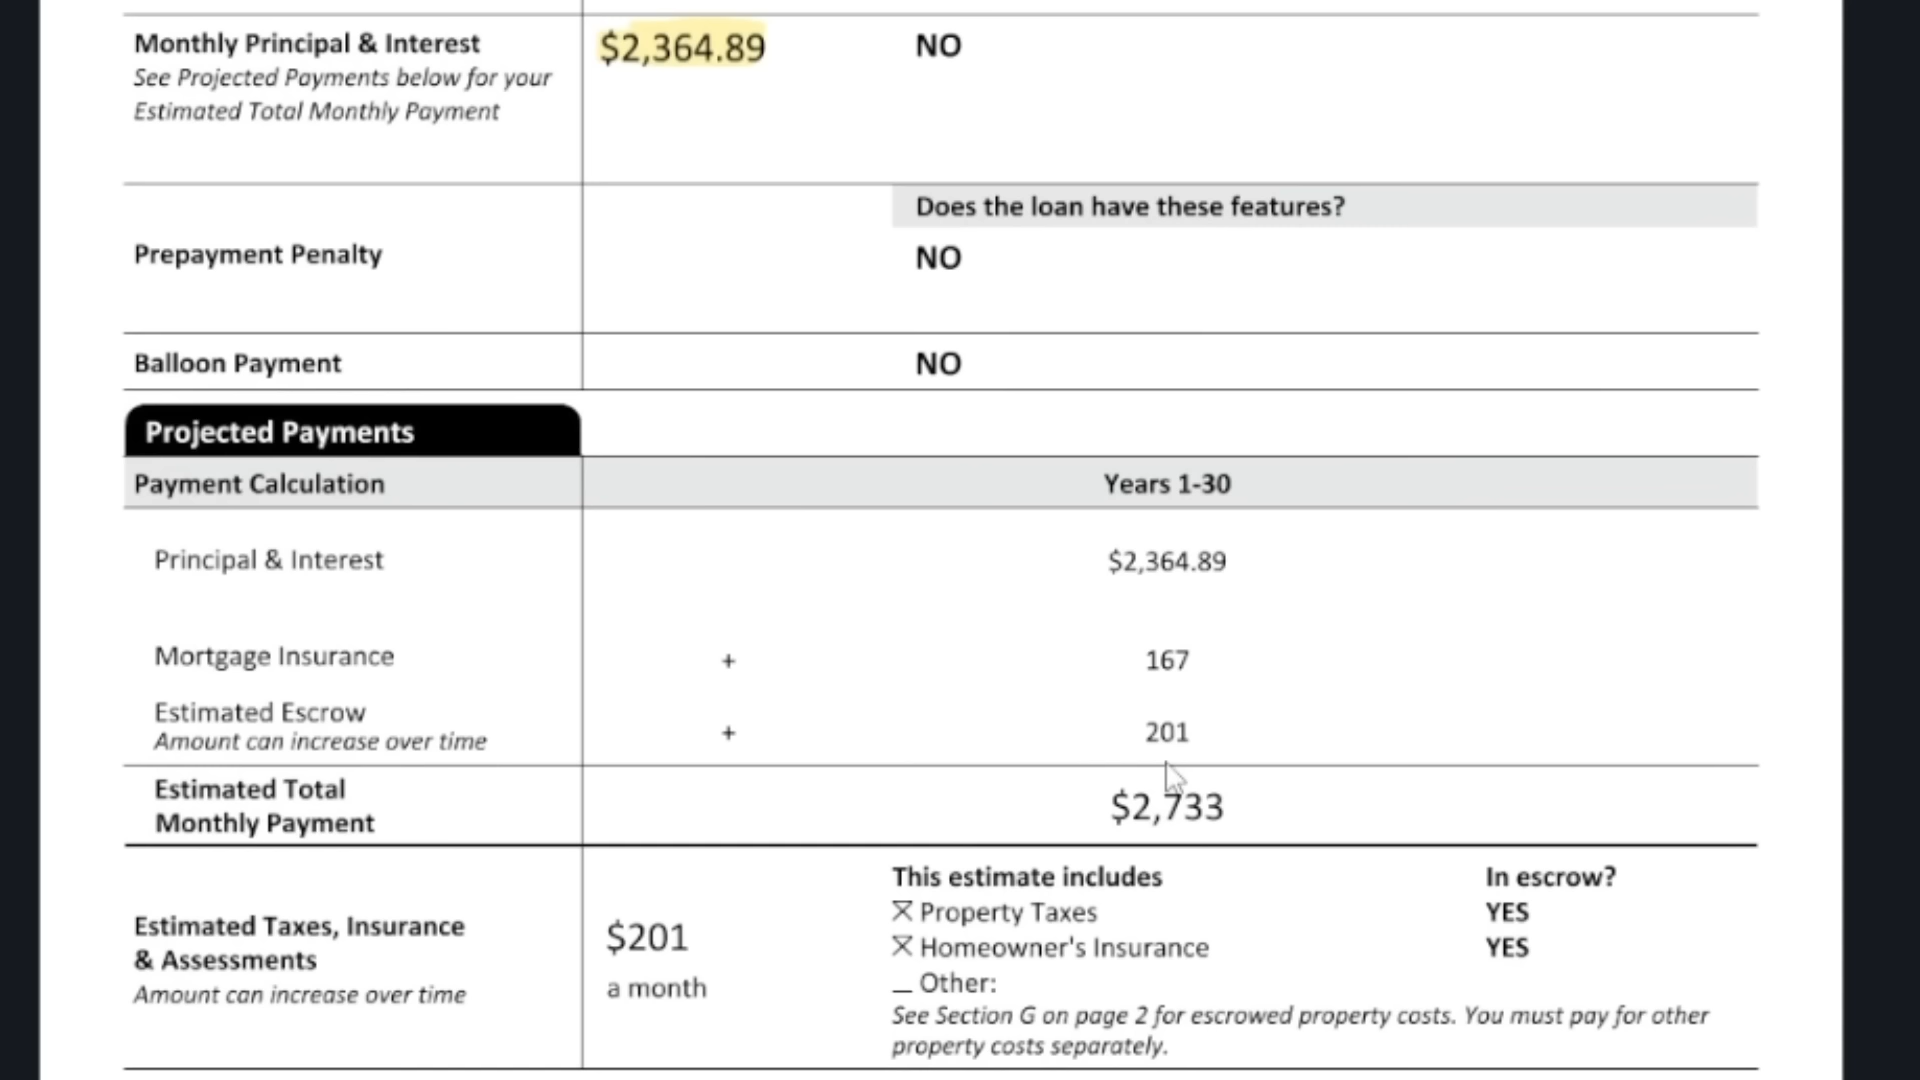 Monthly Principal & Interest $2,364.89 NO
See Projected Payments below for your
Estimated Total Monthly Payment
Does the loan have these features?
Prepayment Penalty NO
Balloon Payment NO
Projected Payments
Payment Calculation Years 1-30
Principal & Interest $2,364.89
Mortgage Insurance + 167
Estimated Escrow
Amount can increase over time + 201
Estimated Total
Monthly Payment $2,733
Estimated Taxes, Insurance
& Assessments
Amount can increase over time
$201
a month
This estimate includes In escrow?
Property Taxes YES
Homeowner's Insurance YES
_ Other:
See Section G on page 2 for escrowed property costs. You must pay for other
property costs separately.